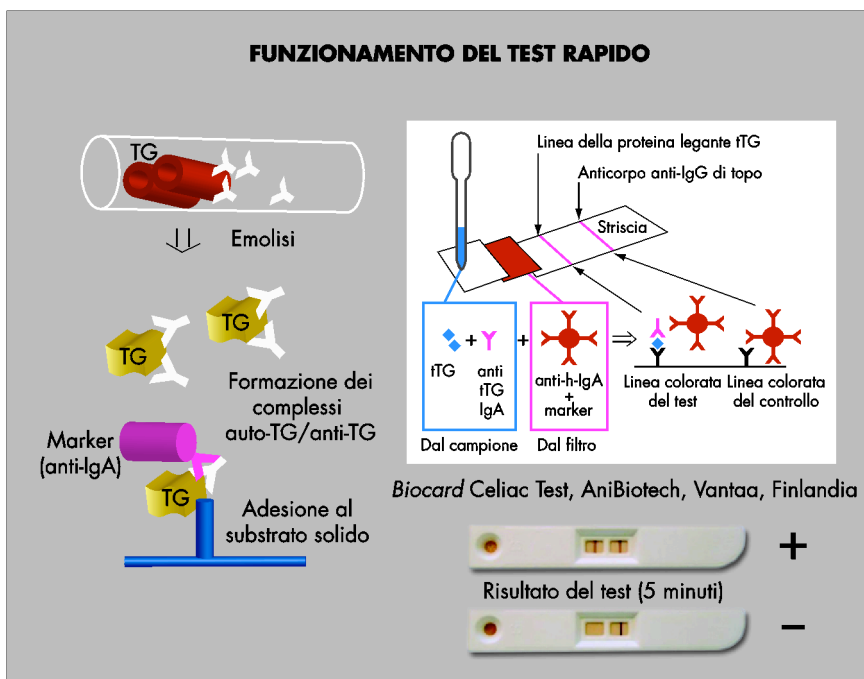 FUNZIONAMENTO DEL TEST RAPIDO
TG
Emolisi
TG
TG
Formazione dei
complessi
auto-TG/anti-TG
Marker
(anti-IgA)
TG
Adesione al
substrato solido
Linea della proteina legante tTG
Anticorpo anti-IgG di topo
Striscia
tTG
+
anti
tTG
IgA
+
anti-h-IgA
+
marker
⇒
Linea colorata
del test
Linea colorata
del controllo
Dal campione
Dal filtro
Biocard Celiac Test, AniBiotech, Vantaa, Finlandia
+
Risultato del test (5 minuti)
−